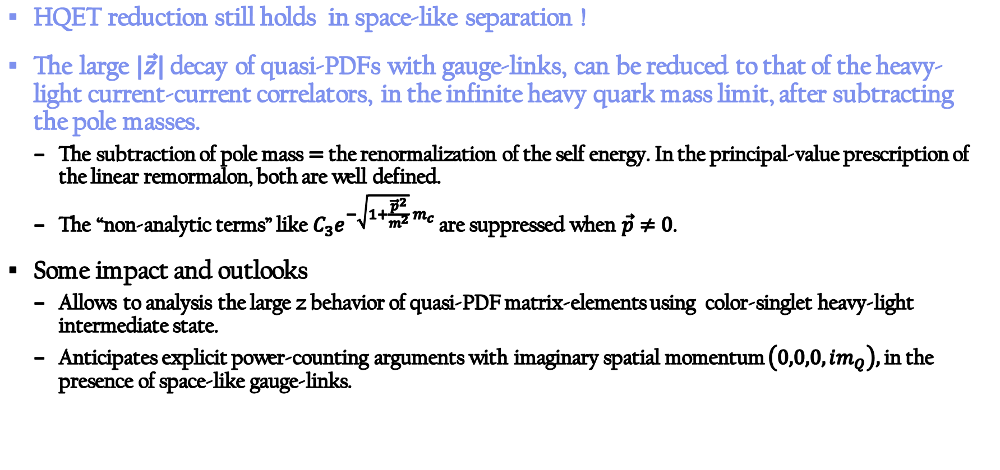 ▪ HQET reduction still holds in space-like separation !
▪ The large |z⃗| decay of quasi-PDFs with gauge-links, can be reduced to that of the heavy-
light current-current correlators, in the infinite heavy quark mass limit, after subtracting
the pole masses.
– The subtraction of pole mass = the renormalization of the self energy. In the principal-value prescription of
the linear remormalon, both are well defined.
– The “non-analytic terms” like $C_3 e^{-\sqrt{1+\frac{\vec{p}^2}{m^2}} m_c}$ are suppressed when $\vec{p} \neq 0$.
▪ Some impact and outlooks
– Allows to analysis the large z behavior of quasi-PDF matrix-elements using color-singlet heavy-light
intermediate state.
– Anticipates explicit power-counting arguments with imaginary spatial momentum $(0,0,0,im_Q)$, in the
presence of space-like gauge-links.